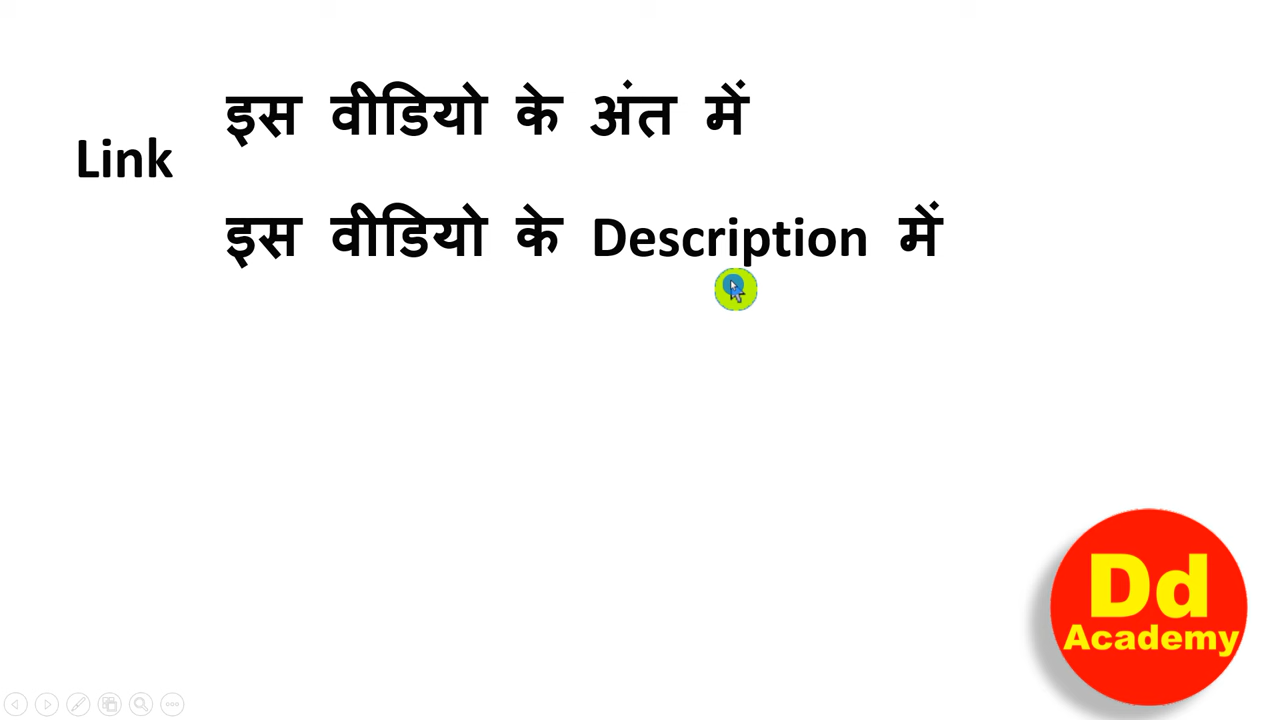 इस वीडियो के अंत में
Link
इस वीडियो के Description में
Dd
Academy